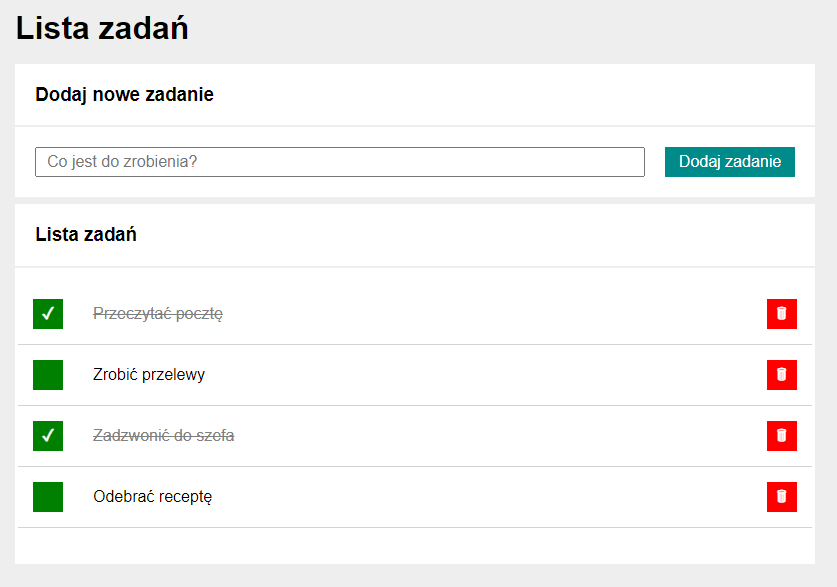 Lista zadań
Dodaj nowe zadanie
Co jest do zrobienia?
Dodaj zadanie
Lista zadań
Przeczytać pocztę
Zrobić przelewy
Zadzwonić do szefa
Odebrać receptę